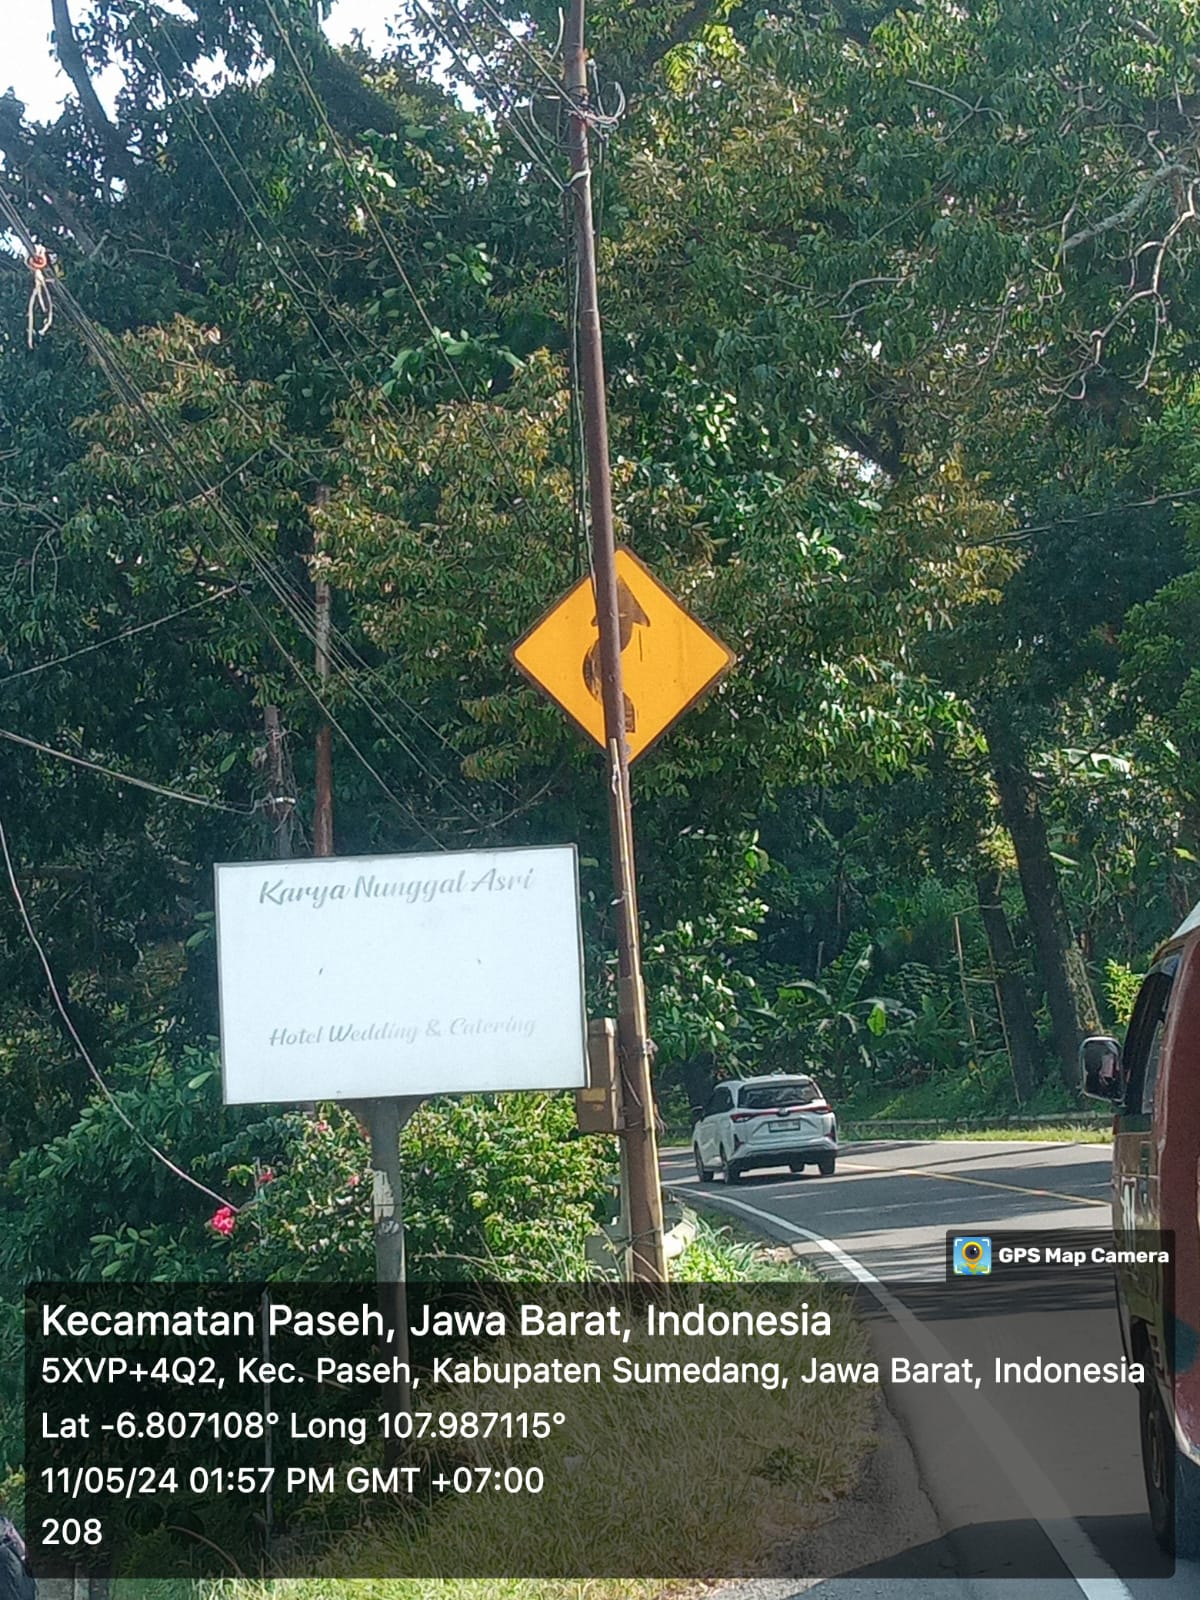 Karya Nunggal Asri
Hotel Wedding & Catering
GPS Map Camera
Kecamatan Paseh, Jawa Barat, Indonesia
5XVP+4Q2, Kec. Paseh, Kabupaten Sumedang, Jawa Barat, Indonesia
Lat -6.807108° Long 107.987115°
11/05/24 01:57 PM GMT +07:00
208